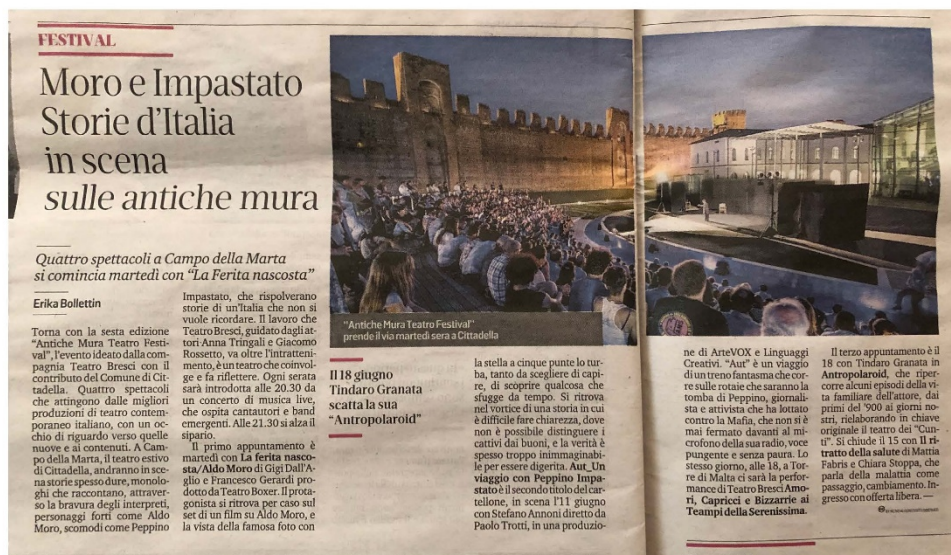 FESTIVAL
Moro e Impastato
Storie d'Italia
in scena
sulle antiche mura
Quattro spettacoli a Campo della Marta
si comincia martedì con "La Ferita nascosta"
Erika Bollettin
Torna con la sesta edizione
"Antiche Mura Teatro Festi-
val", l'evento ideato dalla com-
pagnia Teatro Bresci con il
contributo del Comune di Cit-
tadella. Quattro spettacoli
che attingono dalle migliori
produzioni di teatro contem-
poraneo italiano, con un oc-
chio di riguardo verso quelle
nuove e ai contenuti. A Cam-
po della Marta, il teatro estivo
di Cittadella, andranno in sce-
na storie spesso dure, monolo-
ghi che raccontano, attraver-
so la bravura degli interpreti,
personaggi forti come Aldo
Moro, scomodi come Peppino
Impastato, che rispolverano
storie di un'Italia che non si
vuole ricordare. Il lavoro che
Teatro Bresci, guidato dagli at-
tori Anna Tringali e Giacomo
Rossetto, va oltre l'intratteni-
mento, è un teatro che coinvol-
ge e fa riflettere. Ogni serata
sarà introdotta alle 20.30 da
un concerto di musica live,
che ospita cantautori e band
emergenti. Alle 21.30 si alza il
sipario.
Il primo appuntamento è
martedì con La ferita nasco-
sta/Aldo Moro di Gigi Dall'A-
glio e Francesco Gerardi pro-
dotto da Teatro Boxer. Il prota-
gonista si ritrova per caso sul
set di un film su Aldo Moro, e
la vista della famosa foto con
"Antiche Mura Teatro Festival"
prende il via martedì sera a Cittadella
Il 18 giugno
Tindaro Granata
scatta la sua
"Antropolaroid"
la stella a cinque punte lo tur-
ba, tanto da scegliere di capi-
re, di scoprire qualcosa che
sfugge da tempo. Si ritrova
nel vortice di una storia in cui
è difficile fare chiarezza, dove
non è possibile distinguere i
cattivi dai buoni, e la verità è
spesso troppo inimmaginabi-
le per essere digerita. Aut_Un
viaggio con Peppino Impa-
stato è il secondo titolo del car-
tellone, in scena l'11 giugno
con Stefano Annoni diretto da
Paolo Trotti, in una produzio-
ne di ArteVOX e Linguaggi
Creativi. "Aut" è un viaggio
di un treno fantasma che cor-
re sulle rotaie che saranno la
tomba di Peppino, giornali-
sta e attivista che ha lottato
contro la Mafia, che non si è
mai fermato davanti al mi-
crofono della sua radio, voce
pungente e senza paura. Lo
stesso giorno, alle 18, a Tor-
re di Malta ci sarà la perfor-
mance di Teatro Bresci Amo-
ri, Capricci e Bizzarrie ai
Teampi della Serenissima.
Il terzo appuntamento è il
18 con Tindaro Granata in
Antropolaroid, che riper-
corre alcuni episodi della vi-
ta familiare dell'attore, dai
primi del '900 ai giorni no-
stri, rielaborando in chiave
originale il teatro dei "Cun-
ti". Si chiude il 15 con Il ri-
tratto della salute di Mattia
Fabris e Chiara Stoppa, che
parla della malattia come
passaggio, cambiamento. In-
gresso con offerta libera. —